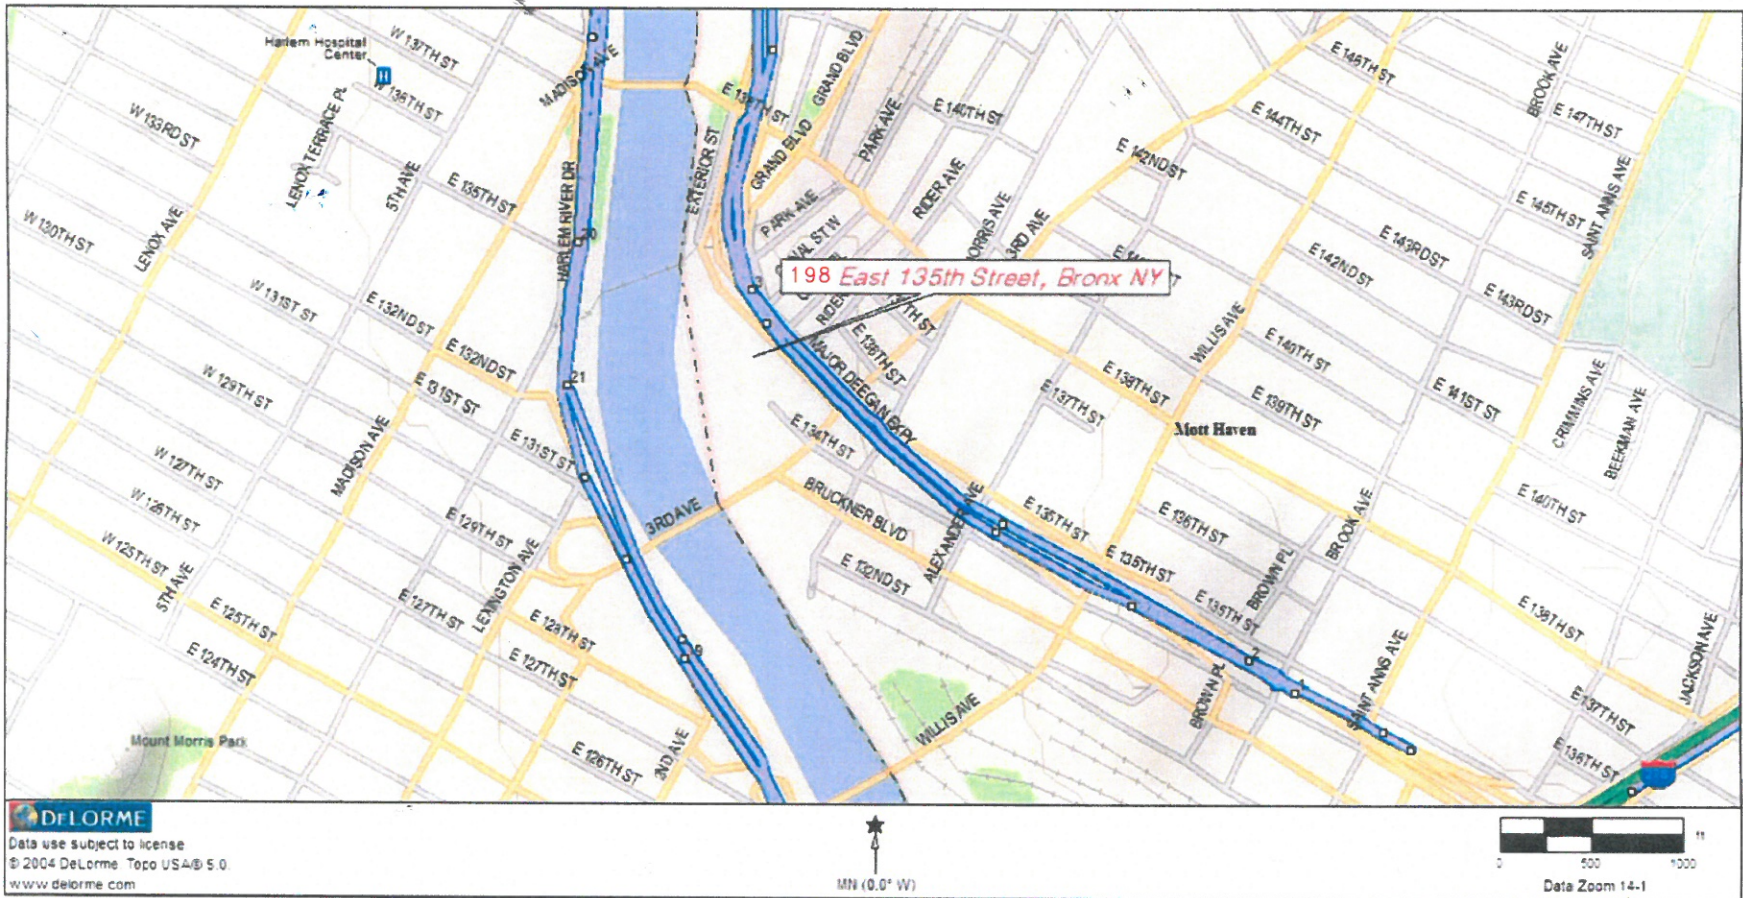 Harlem Hospital
Center
W 137TH ST
W 136TH ST
W 133RD ST
LENOX TERRACE PL
5TH AVE
E 135TH ST
LENOX AVE
W 130TH ST
W 131ST ST
E 132ND ST
E 132ND ST
E 131ST ST
E 131ST ST
W 129TH ST
MADISON AVE
W 127TH ST
W 126TH ST
W 125TH ST
5TH AVE
E 129TH ST
LEXINGTON AVE
E 127TH ST
E 128TH ST
E 127TH ST
E 125TH ST
E 124TH ST
E 126TH ST
2ND AVE
Mount Morris Park
MADISON AVE
HARLEM RIVER DR
21
3RD AVE
EXTERIOR ST
E 138TH ST
GRAND BLVD
GRAND BLVD
PARK AVE
PARK AVE
CANAL ST W
RIDER AVE
E 140TH ST
MORRIS AVE
3RD AVE
E 142ND ST
E 144TH ST
E 148TH ST
BROOK AVE
E 147TH ST
E 145TH ST
SAINT ANNS AVE
E 143RD ST
E 142ND ST
E 143RD ST
198 East 135th Street, Bronx NY
3
E 136TH ST
MAJOR DEEGAN EXPY
E 134TH ST
BRUCKNER BLVD
E 132ND ST
ALEXANDER AVE
E 137TH ST
E 138TH ST
WILLIS AVE
E 140TH ST
E 139TH ST
E 141ST ST
Mott Haven
CRIMMINS AVE
BEEKMAN AVE
E 140TH ST
E 135TH ST
E 135TH ST
E 135TH ST
E 136TH ST
BROWN PL
BROOK AVE
BROWN PL
2
SAINT ANNS AVE
E 138TH ST
JACKSON AVE
E 137TH ST
E 136TH ST
WILLIS AVE
DELORME
Data use subject to license
© 2004 DeLorme. Topo USA® 5.0.
www.delorme.com
MN (0.0° W)
ft
0 500 1000
Data Zoom 14-1